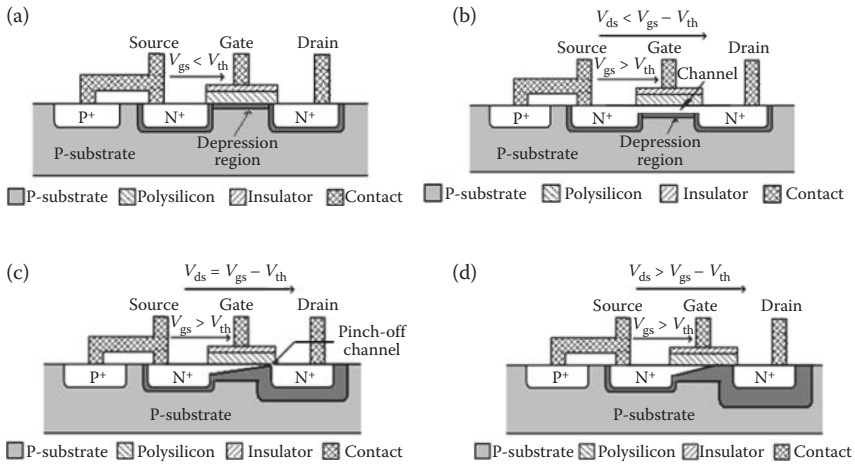 (a)
Source
Gate
Drain
Vgs < Vth
P+
N+
N+
Depression
region
P-substrate
P-substrate
Polysilicon
Insulator
Contact
(b)
Vds < Vgs − Vth
Source
Gate
Drain
Vgs > Vth
Channel
P+
N+
N+
Depression
region
P-substrate
P-substrate
Polysilicon
Insulator
Contact
(c)
Vds = Vgs − Vth
Source
Gate
Drain
Vgs > Vth
Pinch-off
channel
P+
N+
N+
P-substrate
P-substrate
Polysilicon
Insulator
Contact
(d)
Vds > Vgs − Vth
Source
Gate
Drain
Vgs > Vth
P+
N+
N+
P-substrate
P-substrate
Polysilicon
Insulator
Contact